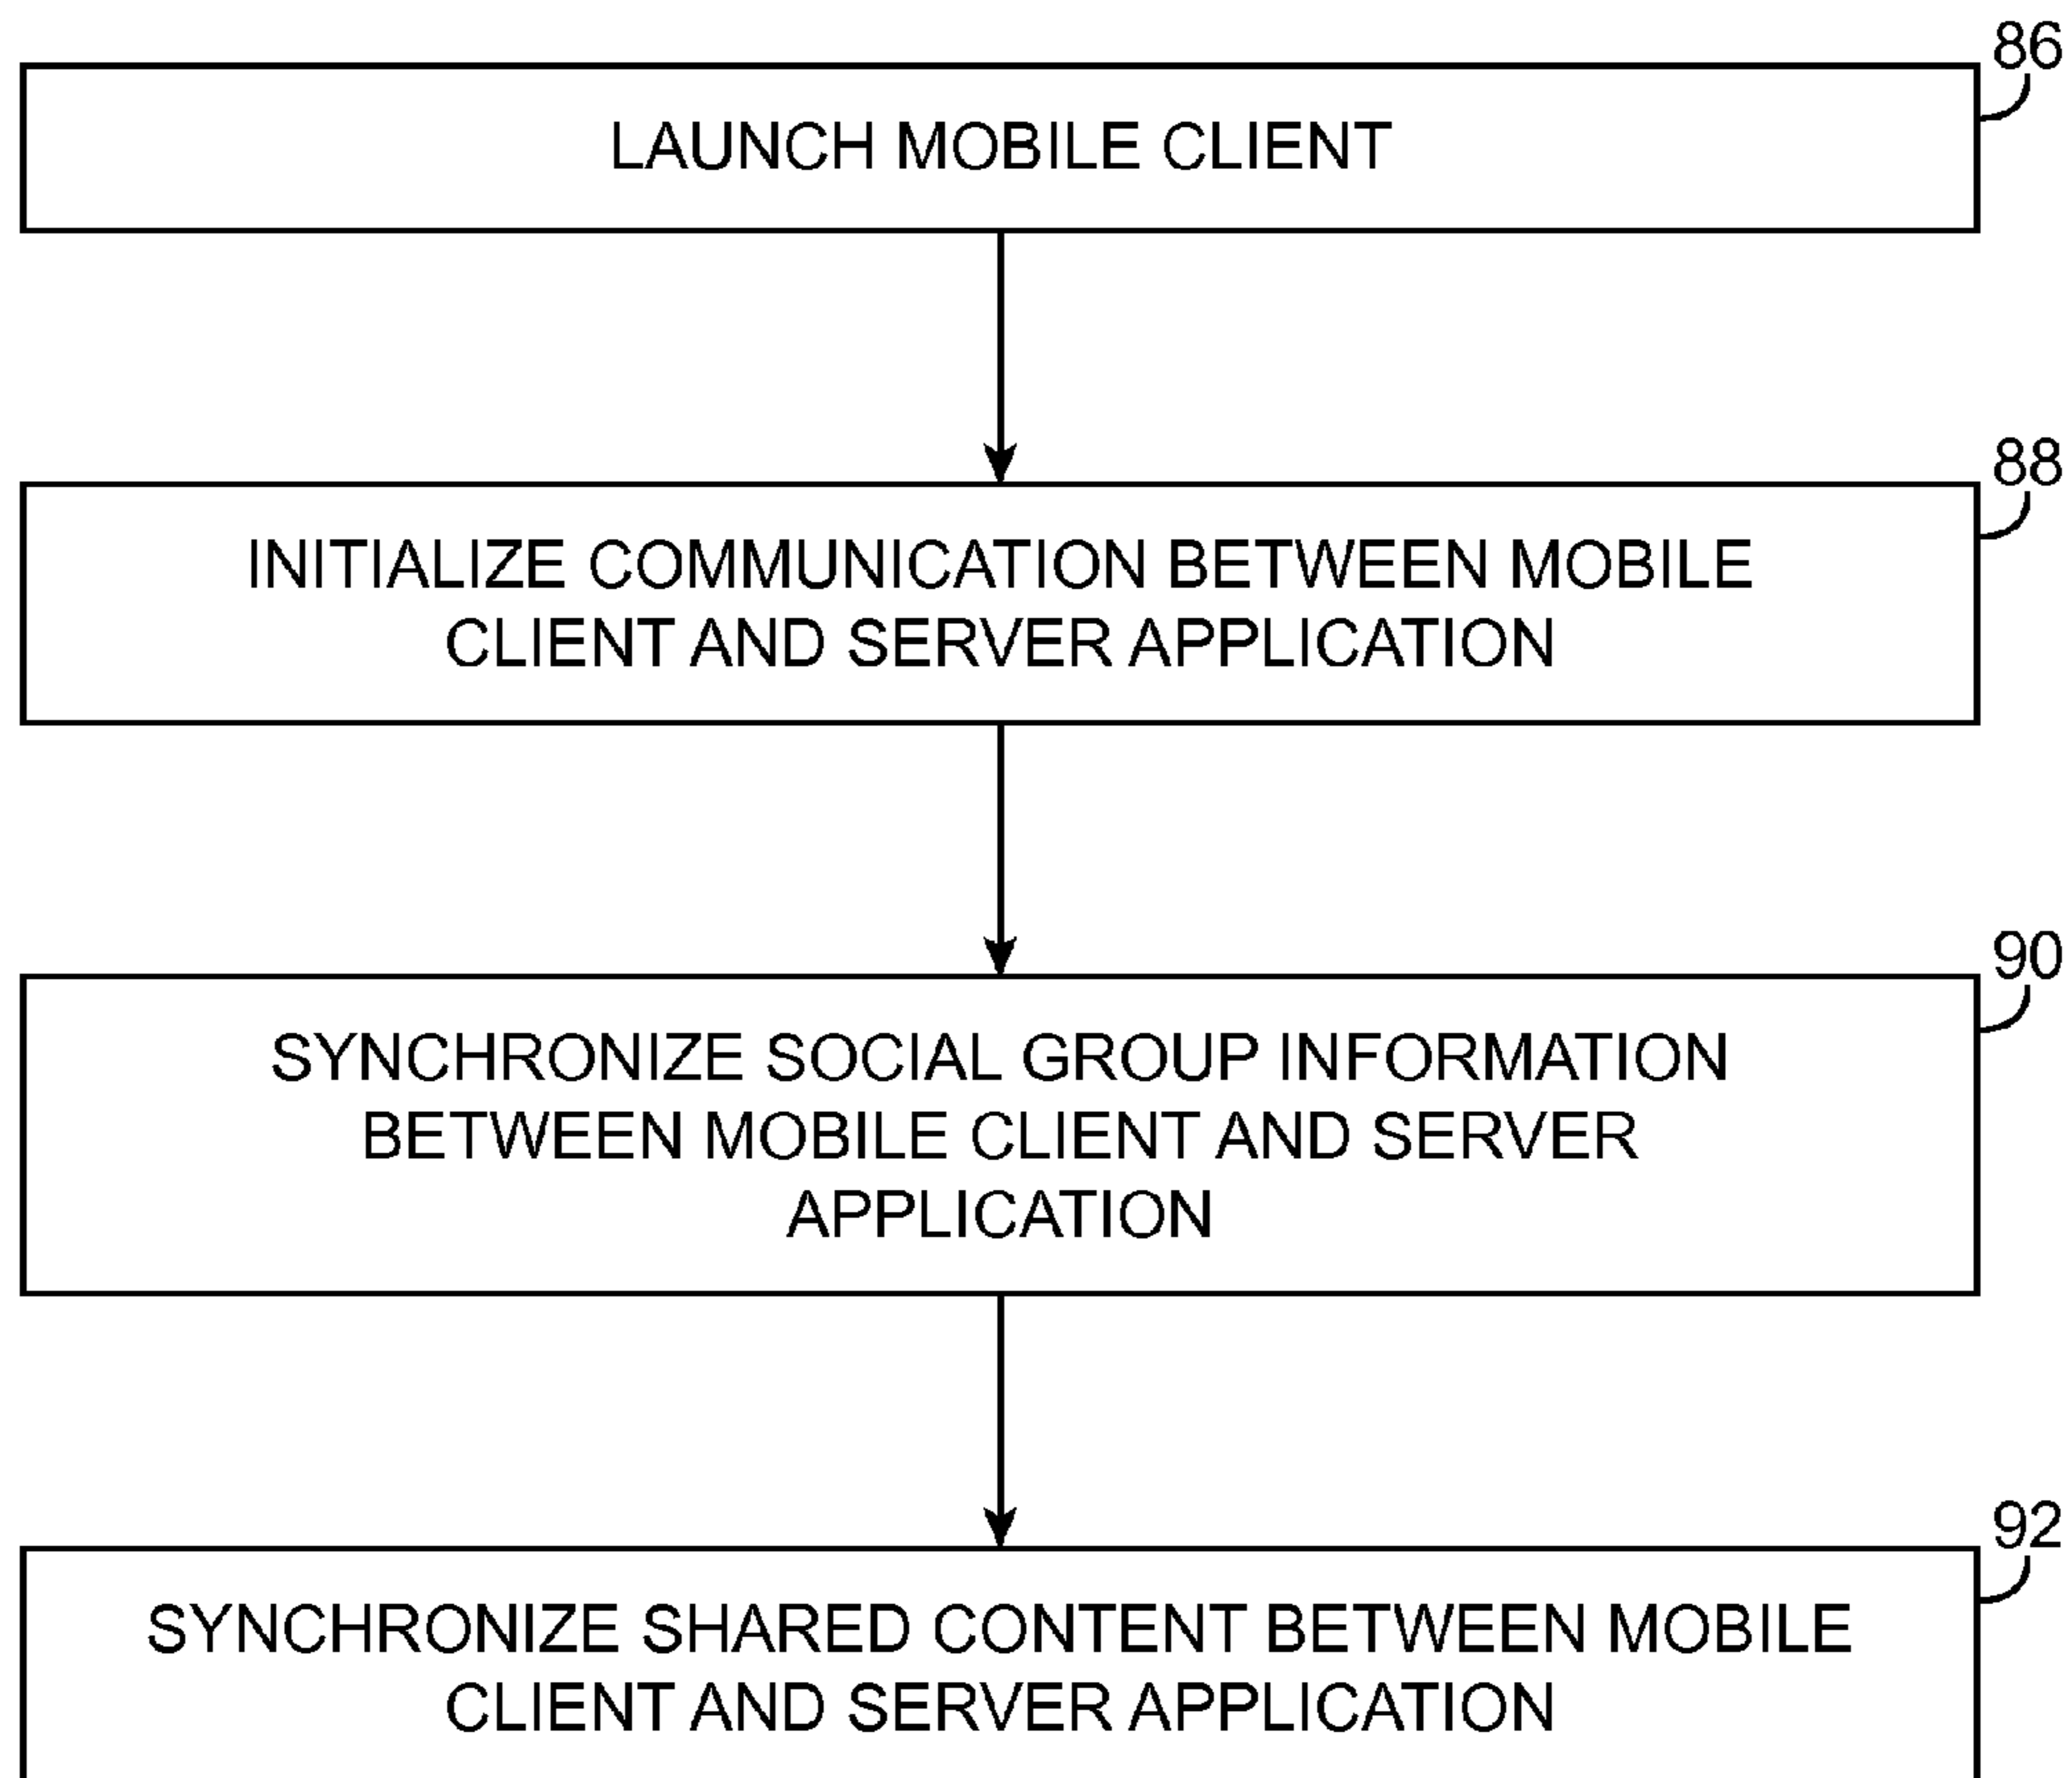 86
LAUNCH MOBILE CLIENT
88
INITIALIZE COMMUNICATION BETWEEN MOBILE
CLIENT AND SERVER APPLICATION
90
SYNCHRONIZE SOCIAL GROUP INFORMATION
BETWEEN MOBILE CLIENT AND SERVER
APPLICATION
92
SYNCHRONIZE SHARED CONTENT BETWEEN MOBILE
CLIENT AND SERVER APPLICATION